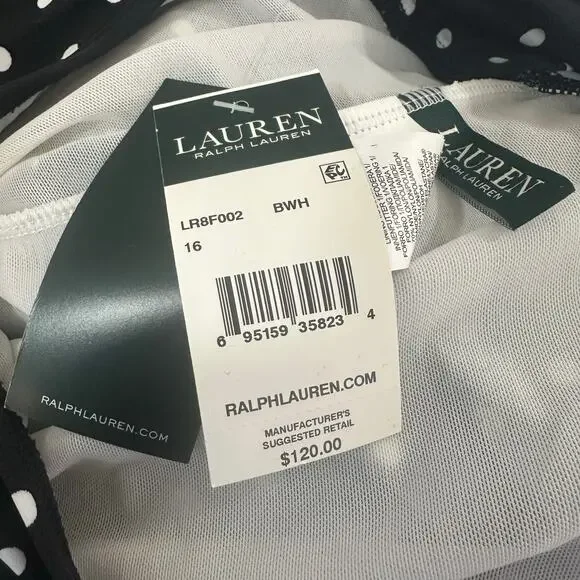 LAUREN
RALPH LAUREN
LR8F002 BWH
16
6 95159 35823 4
RALPHLAUREN.COM
MANUFACTURER'S
SUGGESTED RETAIL
$120.00
RALPHLAUREN.COM
LAUREN
RALPH LAUREN